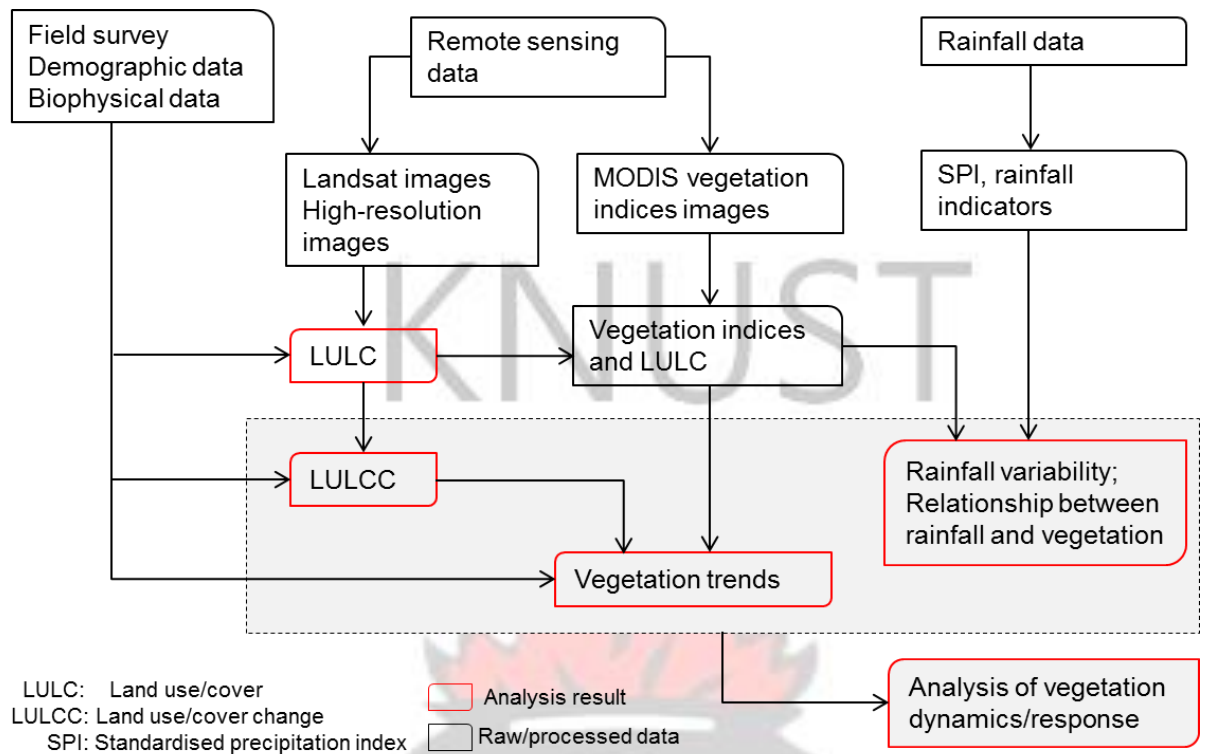 Field survey
Demographic data
Biophysical data
Remote sensing
data
Rainfall data
Landsat images
High-resolution
images
MODIS vegetation
indices images
SPI, rainfall
indicators
KNUST
LULC
Vegetation indices
and LULC
LULCC
Rainfall variability;
Relationship between
rainfall and vegetation
Vegetation trends
Analysis of vegetation
dynamics/response
LULC: Land use/cover
LULCC: Land use/cover change
SPI: Standardised precipitation index
Analysis result
Raw/processed data